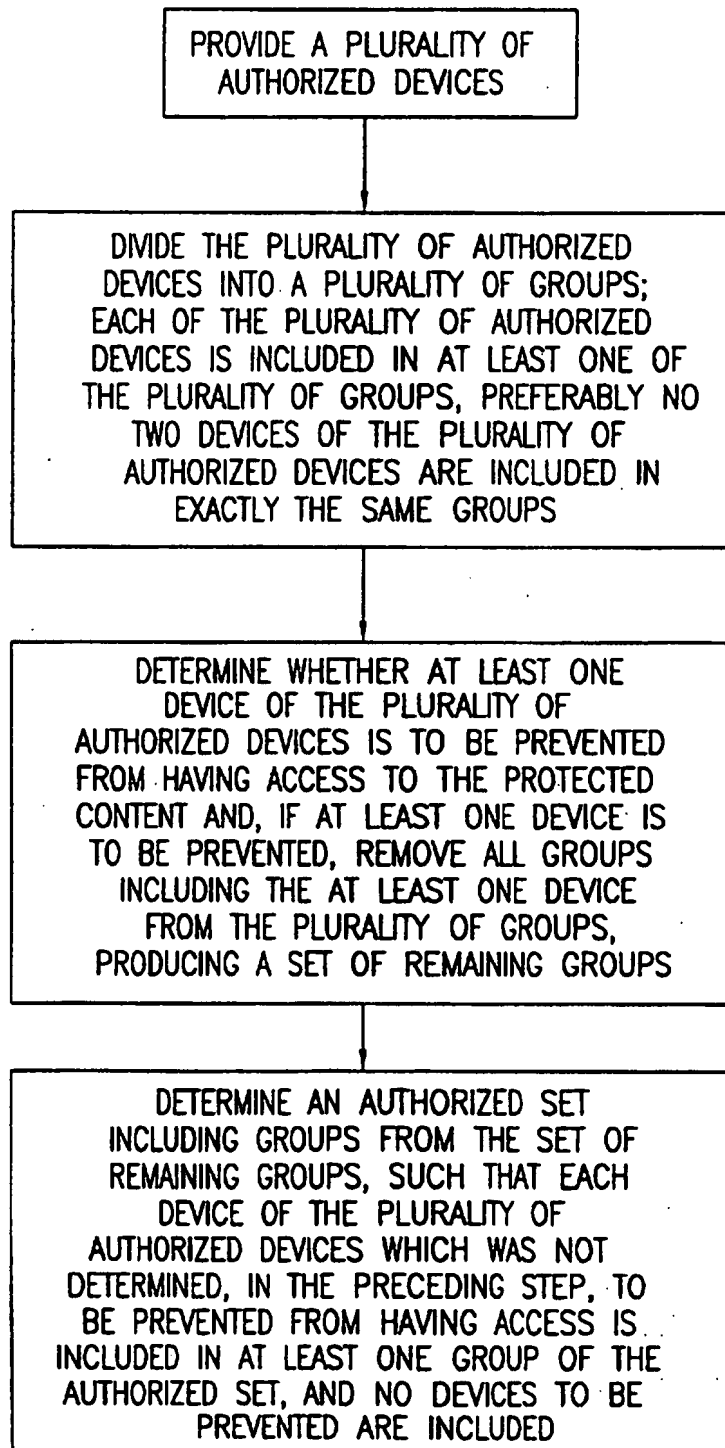 PROVIDE A PLURALITY OF
AUTHORIZED DEVICES
DIVIDE THE PLURALITY OF AUTHORIZED
DEVICES INTO A PLURALITY OF GROUPS;
EACH OF THE PLURALITY OF AUTHORIZED
DEVICES IS INCLUDED IN AT LEAST ONE OF
THE PLURALITY OF GROUPS, PREFERABLY NO
TWO DEVICES OF THE PLURALITY OF
AUTHORIZED DEVICES ARE INCLUDED IN
EXACTLY THE SAME GROUPS
DETERMINE WHETHER AT LEAST ONE
DEVICE OF THE PLURALITY OF
AUTHORIZED DEVICES IS TO BE PREVENTED
FROM HAVING ACCESS TO THE PROTECTED
CONTENT AND, IF AT LEAST ONE DEVICE IS
TO BE PREVENTED, REMOVE ALL GROUPS
INCLUDING THE AT LEAST ONE DEVICE
FROM THE PLURALITY OF GROUPS,
PRODUCING A SET OF REMAINING GROUPS
DETERMINE AN AUTHORIZED SET
INCLUDING GROUPS FROM THE SET OF
REMAINING GROUPS, SUCH THAT EACH
DEVICE OF THE PLURALITY OF
AUTHORIZED DEVICES WHICH WAS NOT
DETERMINED, IN THE PRECEDING STEP, TO
BE PREVENTED FROM HAVING ACCESS IS
INCLUDED IN AT LEAST ONE GROUP OF THE
AUTHORIZED SET, AND NO DEVICES TO BE
PREVENTED ARE INCLUDED